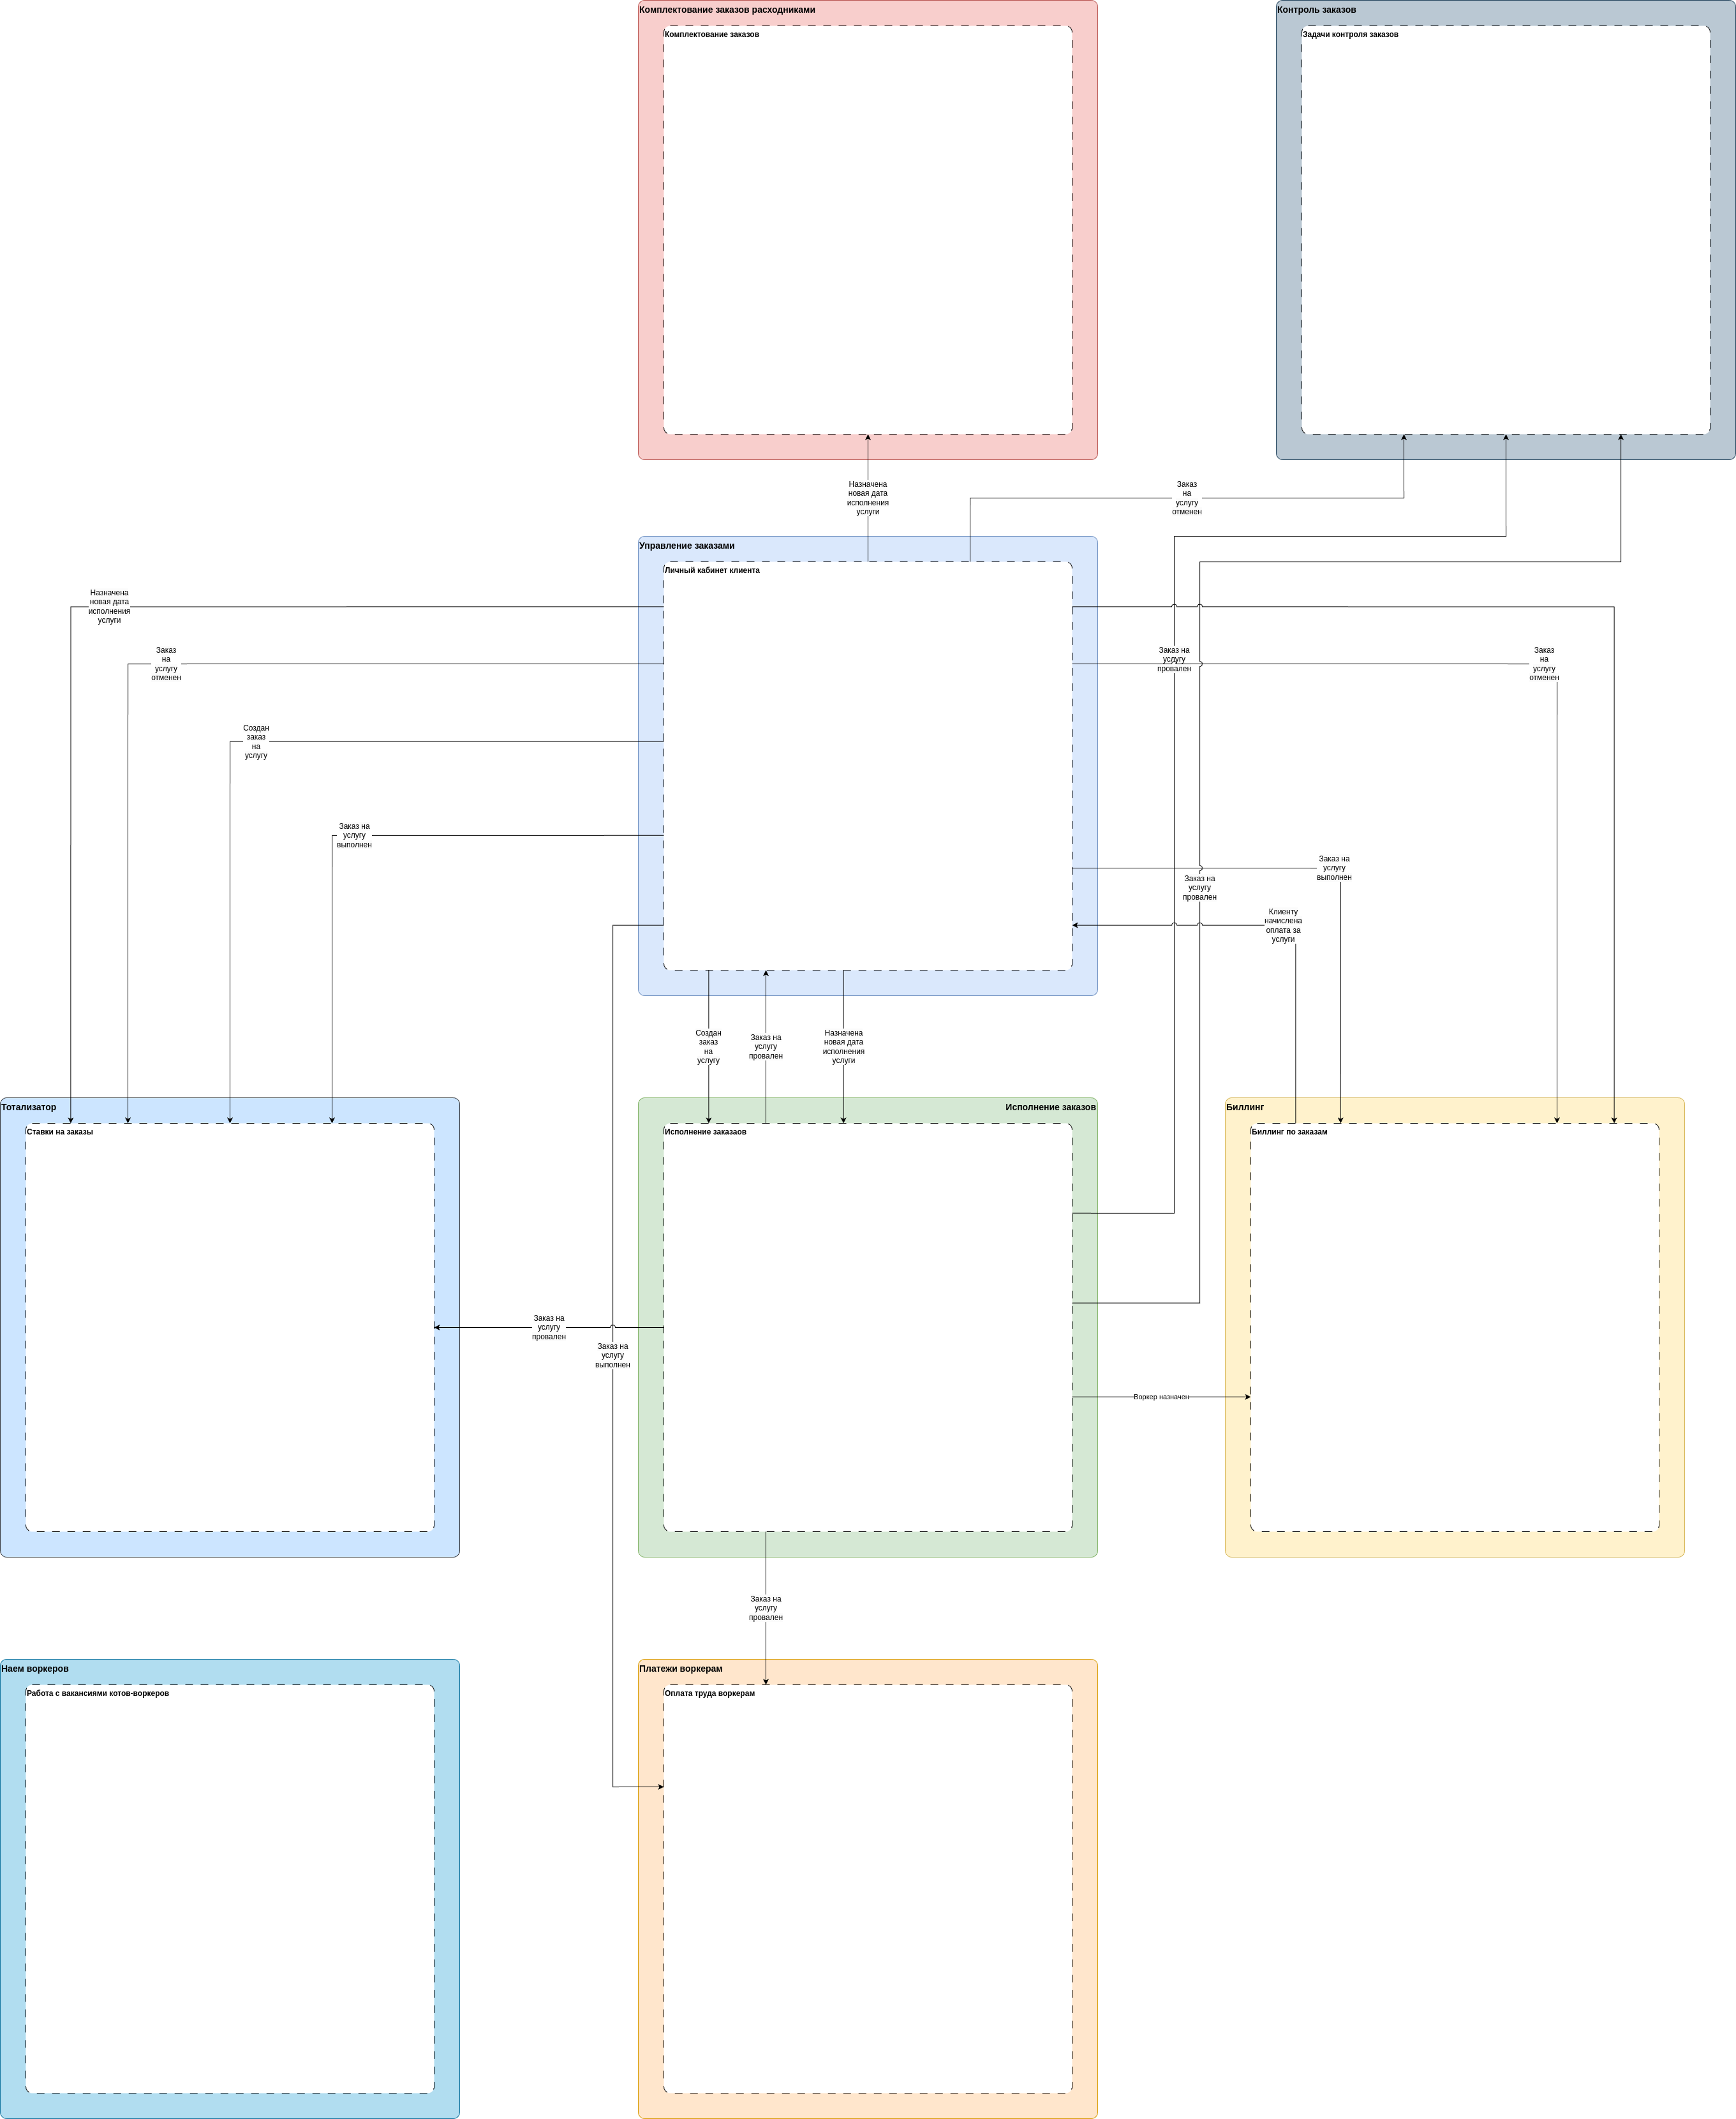 Комплектование заказов расходниками
Комплектование заказов
Контроль заказов
Задачи контроля заказов
Назначена
новая дата
исполнения
услуги
Заказ
на
услугу
отменен
Управление заказами
Личный кабинет клиента
Назначена
новая дата
исполнения
услуги
Заказ
на
услугу
отменен
Заказ на
услугу
провален
Заказ
на
услугу
отменен
Создан
заказ
на
услугу
Заказ на
услугу
выполнен
Заказ на
услугу
выполнен
Заказ на
услугу
провален
Клиенту
начислена
оплата за
услуги
Создан
заказ
на
услугу
Заказ на
услугу
провален
Назначена
новая дата
исполнения
услуги
Тотализатор
Ставки на заказы
Исполнение заказов
Исполнение заказаов
Биллинг
Биллинг по заказам
Заказ на
услугу
провален
Заказ на
услугу
выполнен
Воркер назначен
Заказ на
услугу
провален
Наем воркеров
Работа с вакансиями котов-воркеров
Платежи воркерам
Оплата труда воркерам